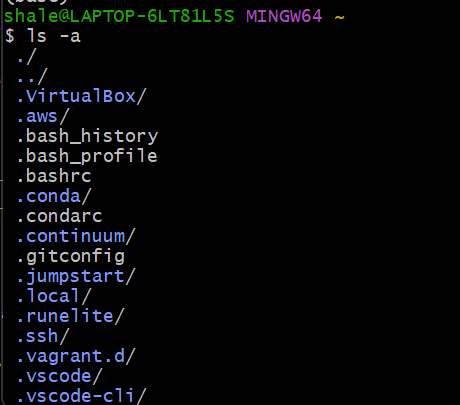 (base)
shale@LAPTOP-6LT81L5S MINGW64 ~
$ ls -a
./
../
.VirtualBox/
.aws/
.bash_history
.bash_profile
.bashrc
.conda/
.condarc
.continuum/
.gitconfig
.jumpstart/
.local/
.runelite/
.ssh/
.vagrant.d/
.vscode/
.vscode-cli/